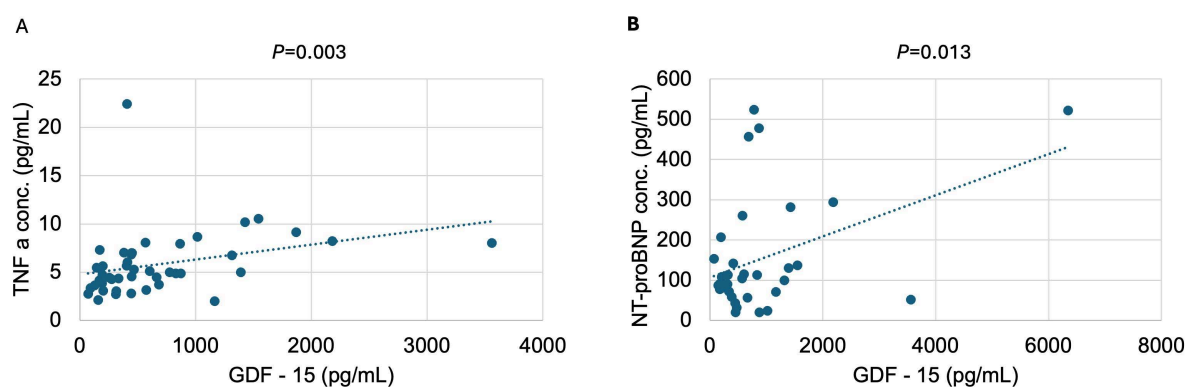 A
P=0.003
TNF a conc. (pg/mL)
25
20
15
10
5
0
0 1000 2000 3000 4000
GDF - 15 (pg/mL)
B
P=0.013
NT-proBNP conc. (pg/mL)
600
500
400
300
200
100
0
0 2000 4000 6000 8000
GDF - 15 (pg/mL)